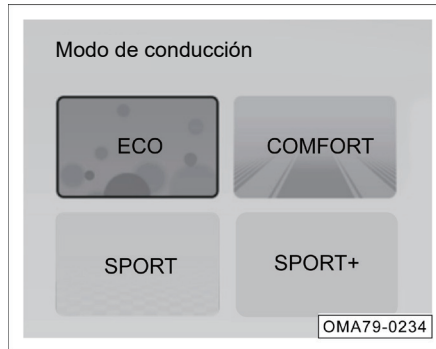 Modo de conducción
ECO
COMFORT
SPORT
SPORT+
OMA79-0234